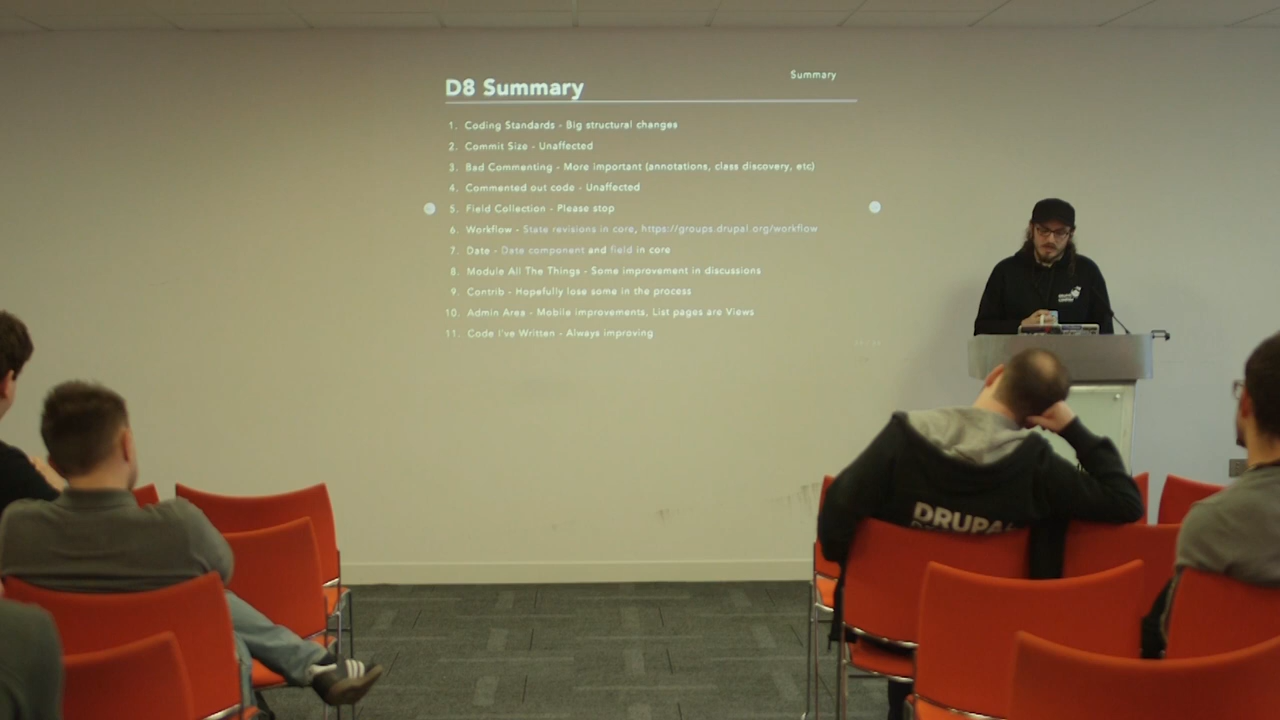 Summary
D8 Summary
1. Coding Standards - Big structural changes
2. Commit Size - Unaffected
3. Bad Commenting - More important (annotations, class discovery, etc)
4. Commented out code - Unaffected
5. Field Collection - Please stop
6. Workflow - State revisions in core, https://groups.drupal.org/workflow
7. Date - Date component and field in core
8. Module All The Things - Some improvement in discussions
9. Contrib - Hopefully lose some in the process
10. Admin Area - Mobile improvements, List pages are Views
11. Code I've Written - Always improving
DRUPAL